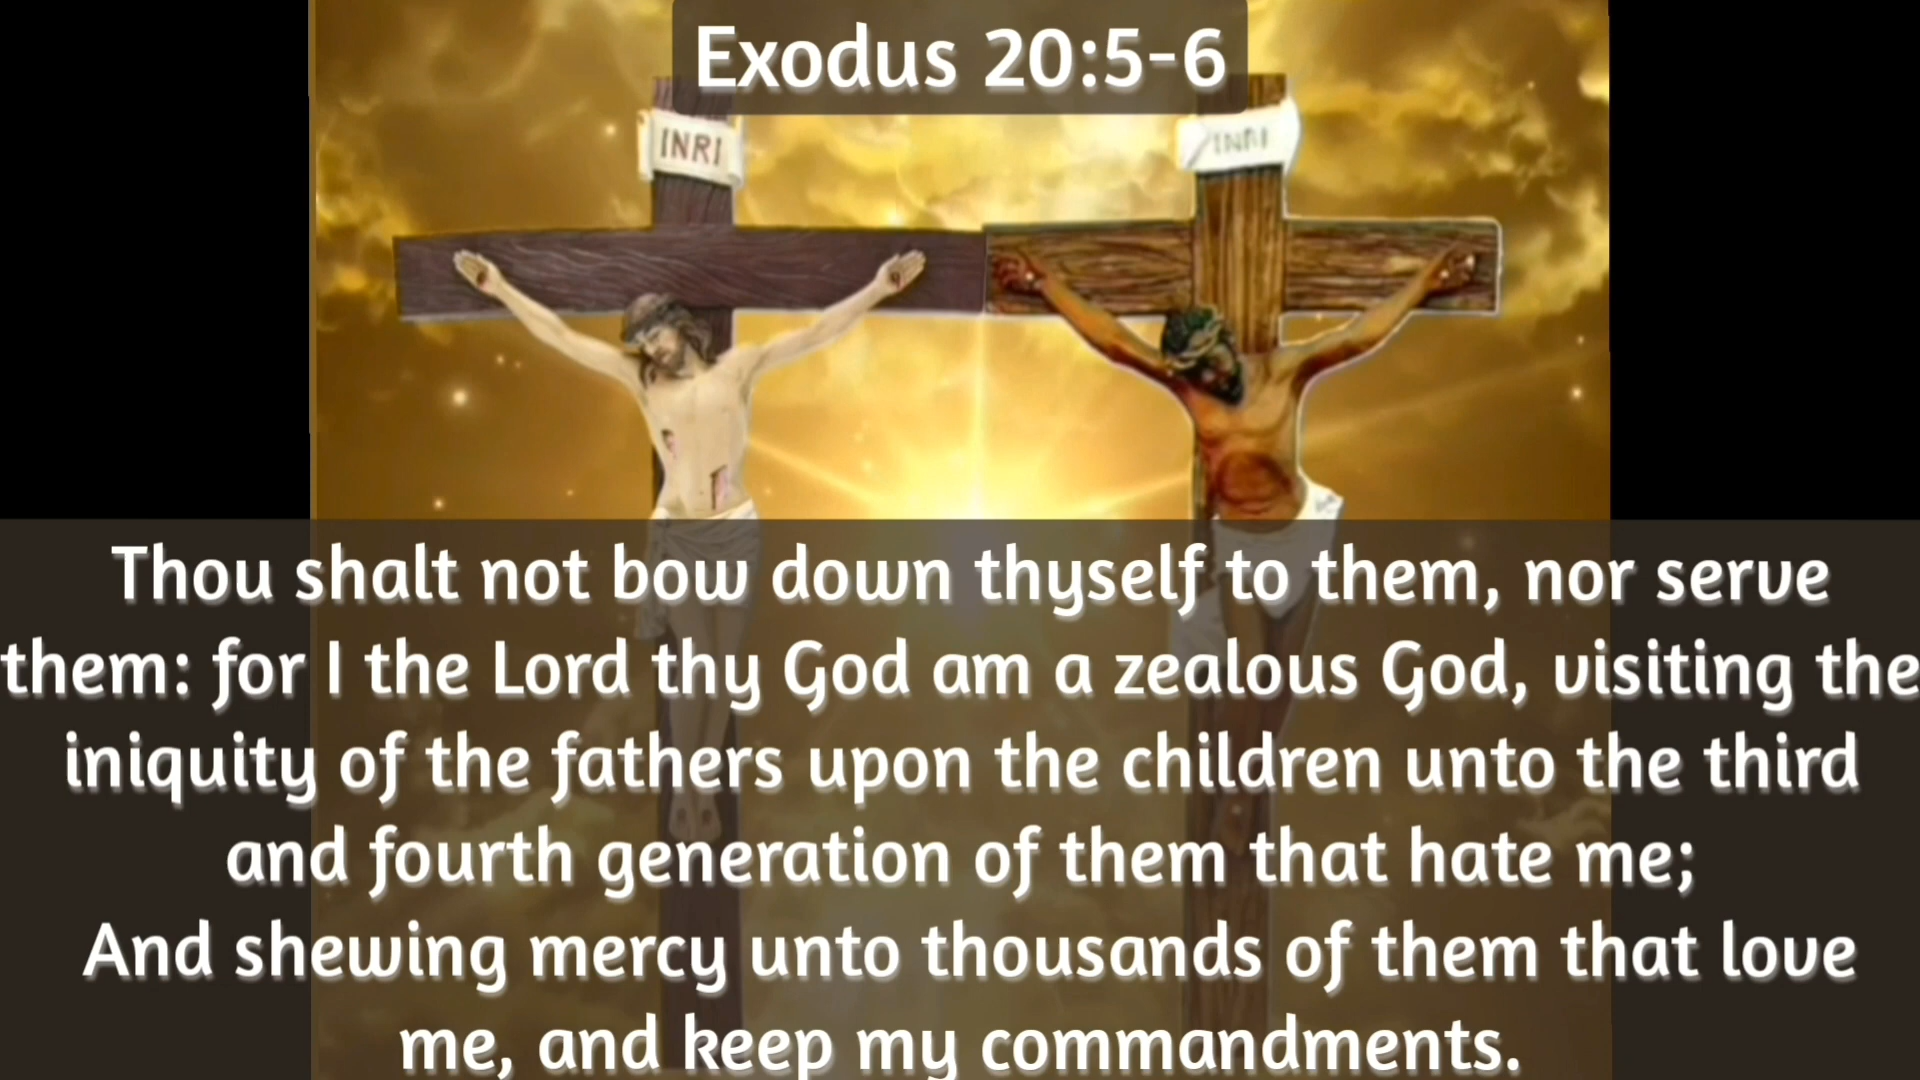 Exodus 20:5-6
INRI
INRI
Thou shalt not bow down thyself to them, nor serve
them: for I the Lord thy God am a zealous God, visiting the
iniquity of the fathers upon the children unto the third
and fourth generation of them that hate me;
And shewing mercy unto thousands of them that love
me, and keep my commandments.